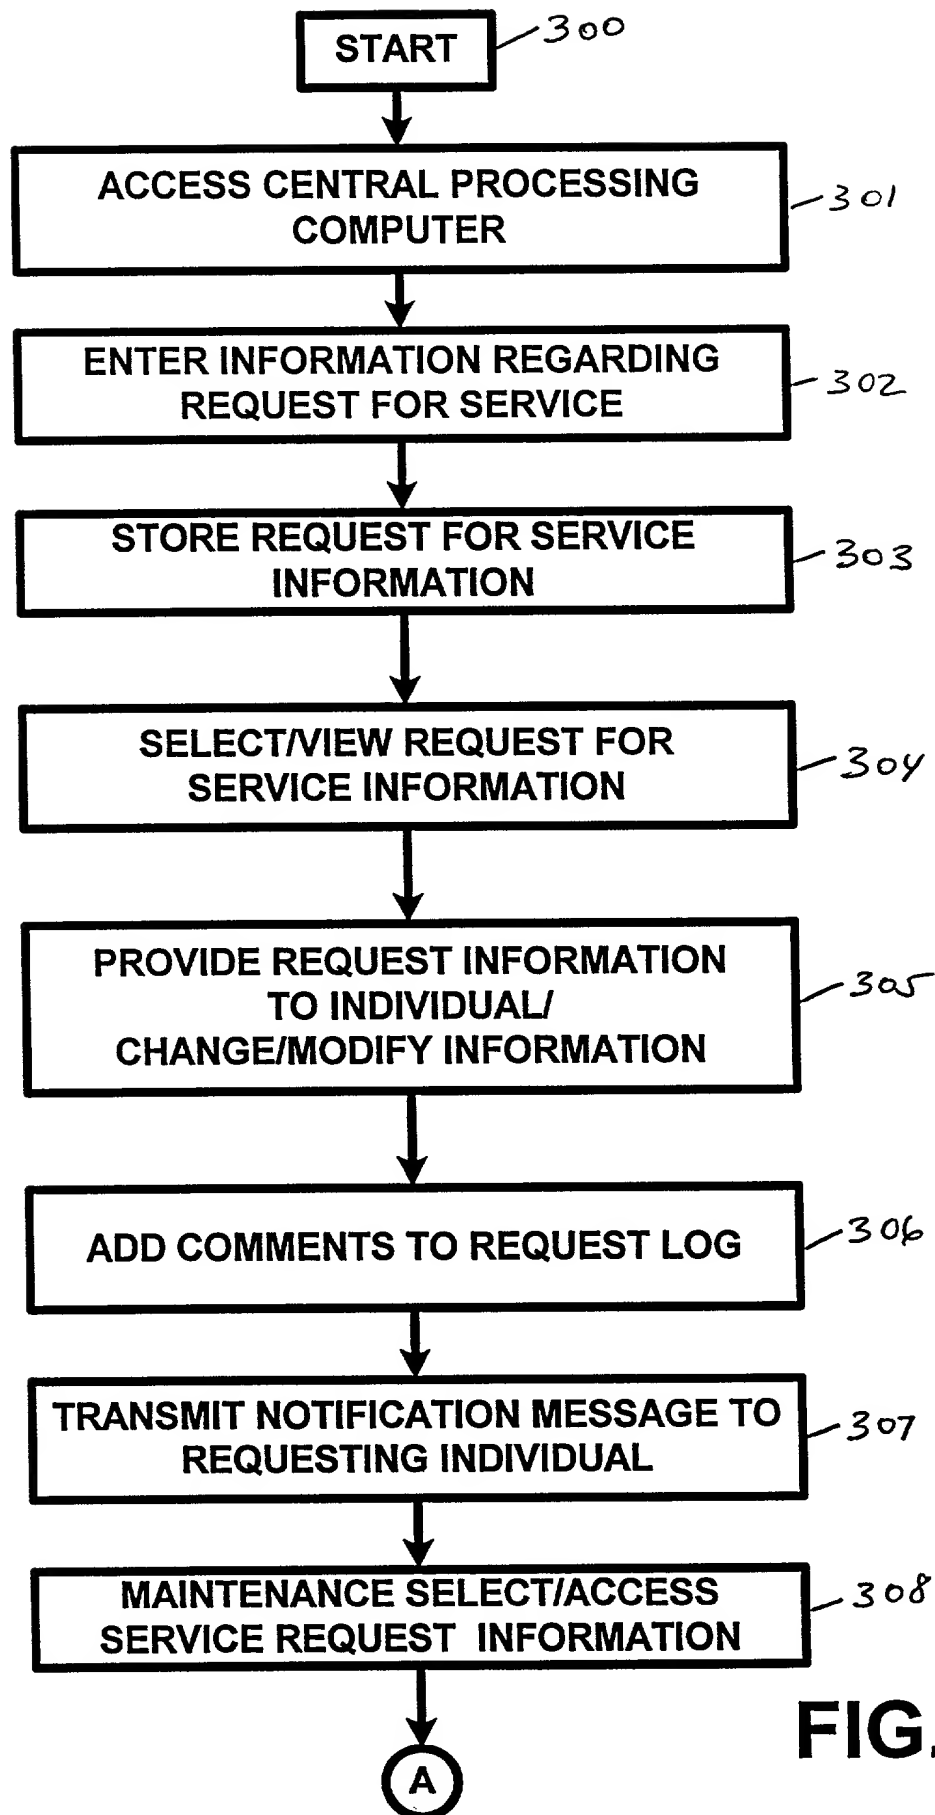 START
300
ACCESS CENTRAL PROCESSING
COMPUTER
301
ENTER INFORMATION REGARDING
REQUEST FOR SERVICE
302
STORE REQUEST FOR SERVICE
INFORMATION
303
SELECT/VIEW REQUEST FOR
SERVICE INFORMATION
304
PROVIDE REQUEST INFORMATION
TO INDIVIDUAL/
CHANGE/MODIFY INFORMATION
305
ADD COMMENTS TO REQUEST LOG
306
TRANSMIT NOTIFICATION MESSAGE TO
REQUESTING INDIVIDUAL
307
MAINTENANCE SELECT/ACCESS
SERVICE REQUEST INFORMATION
308
FIG.
A